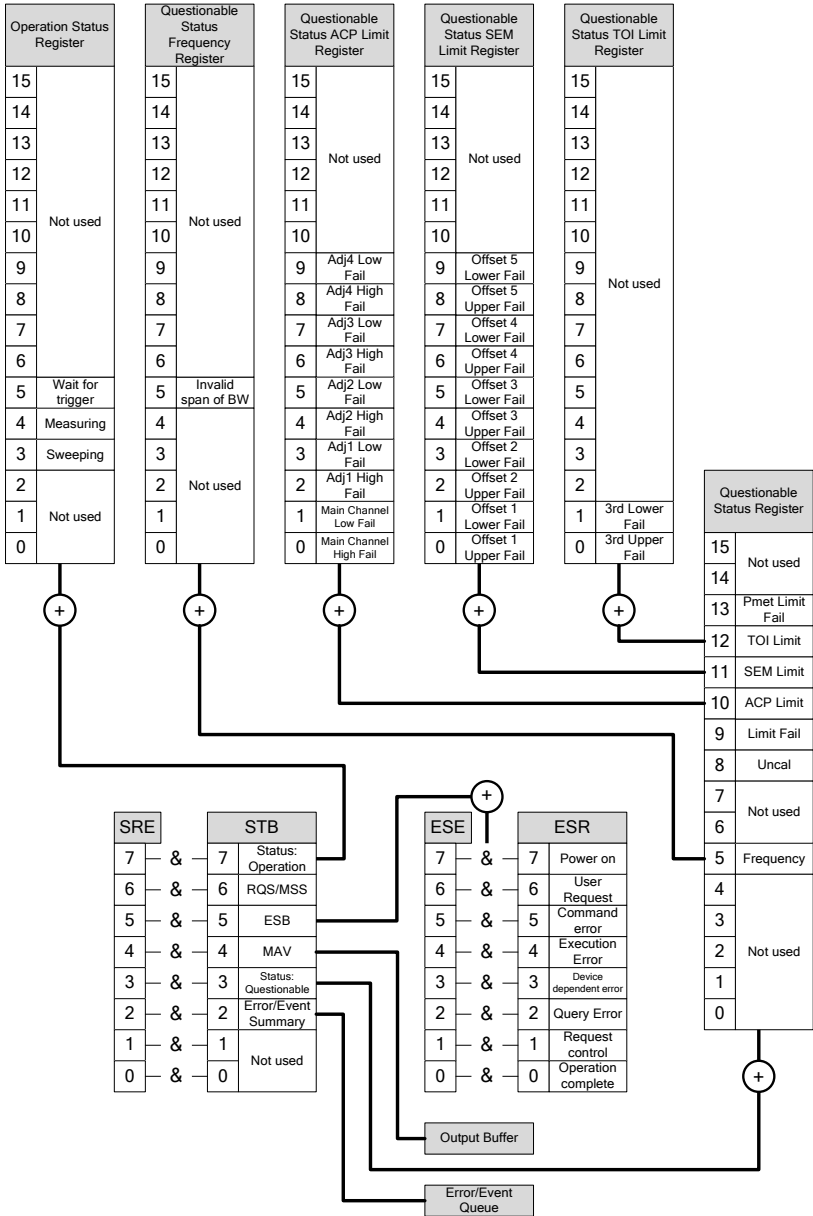 Operation Status
Register
15
14
13
12
11
10
9
8
7
6
5
4
3
2
1
0
Not used
Wait for
trigger
Measuring
Sweeping
Not used
+
Questionable
Status
Frequency
Register
15
14
13
12
11
10
9
8
7
6
5
4
3
2
1
0
Not used
Invalid
span of BW
Not used
+
Questionable
Status ACP Limit
Register
15
14
13
12
11
10
Not used
9 Adj4 Low
Fail
8 Adj4 High
Fail
7 Adj3 Low
Fail
6 Adj3 High
Fail
5 Adj2 Low
Fail
4 Adj2 High
Fail
3 Adj1 Low
Fail
2 Adj1 High
Fail
1 Main Channel
Low Fail
0 Main Channel
High Fail
+
Questionable
Status SEM
Limit Register
15
14
13
12
11
10
Not used
9 Offset 5
Lower Fail
8 Offset 5
Upper Fail
7 Offset 4
Lower Fail
6 Offset 4
Upper Fail
5 Offset 3
Lower Fail
4 Offset 3
Upper Fail
3 Offset 2
Lower Fail
2 Offset 2
Upper Fail
1 Offset 1
Lower Fail
0 Offset 1
Upper Fail
+
Questionable
Status TOI Limit
Register
15
14
13
12
11
10
9
8
7
6
5
4
3
2
Not used
1 3rd Lower
Fail
0 3rd Upper
Fail
+
Questionable
Status Register
15
14
Not used
13 Pmet Limit
Fail
12 TOI Limit
11 SEM Limit
10 ACP Limit
9 Limit Fail
8 Uncal
7
6
Not used
5 Frequency
4
3
2
1
0
Not used
+
SRE STB
7 & 7 Status:
Operation
6 & 6 RQS/MSS
5 & 5 ESB
4 & 4 MAV
3 & 3 Status:
Questionable
2 & 2 Error/Event
Summary
1 & 1
0 & 0
Not used
+
ESE ESR
7 & 7 Power on
6 & 6 User
Request
5 & 5 Command
error
4 & 4 Execution
Error
3 & 3 Device
dependent error
2 & 2 Query Error
1 & 1 Request
control
0 & 0 Operation
complete
Output Buffer
Error/Event
Queue